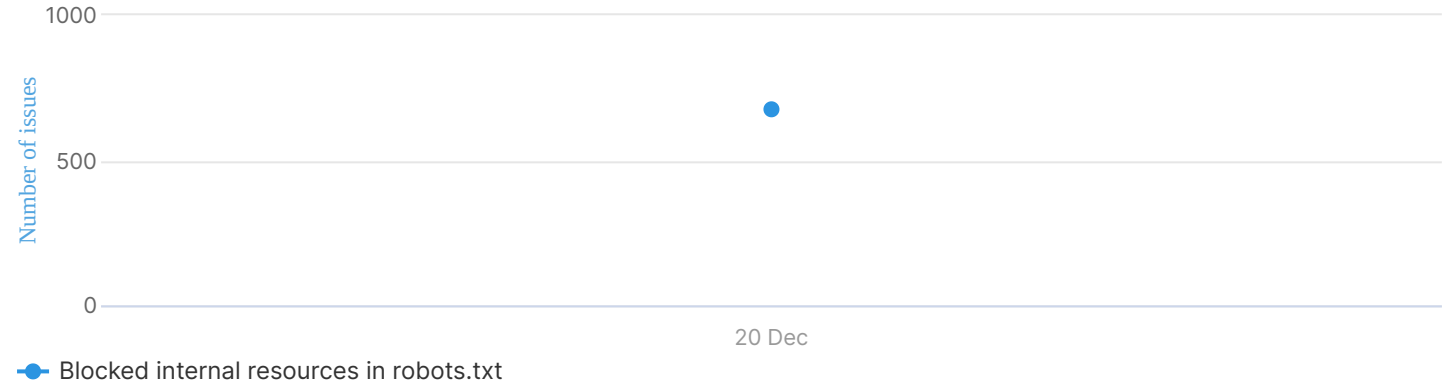 1000
Number of issues
500
0
20 Dec
Blocked internal resources in robots.txt